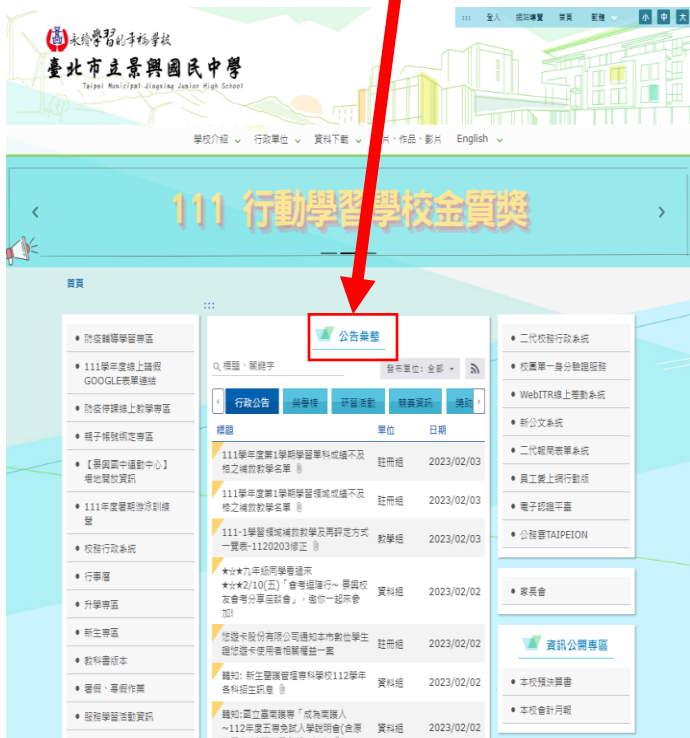 ::: 登入 網站導覽 首頁 配體
小 中 大
永續學習的幸福學校
臺北市立景興國民中學
Taipei Municipal Jingxing Junior High School
學校介紹 行政單位 資料下載 片、作品、影片 English
111 行動學習學校金質獎
首頁
:::
防疫輔導學習專區
111學年度線上請假
GOOGLE表單連結
防疫停課線上教學專區
親子帳號綁定專區
【景興國中運動中心】
場地開放資訊
111年度暑期游泳訓練
營
校務行政系統
行事曆
升學專區
新生專區
教科書版本
暑假、寒假作業
服務學習活動資訊
公告彙整
標題、關鍵字
發布單位: 全部
行政公告 榮譽榜 研習活動 競賽資訊 獎助
標題 單位 日期
111學年度第1學期學習單科成績不及
格之補救教學名單 註冊組 2023/02/03
111學年度第1學期學習領域成績不及
格之補救教學名單 註冊組 2023/02/03
111-1學習領域補救教學及再評定方式
一覽表-1120203修正 教學組 2023/02/03
★☆★九年級同學看過來
★☆★2/10(五)「會考逗陣行~ 景興校
友會考分享座談會」，邀你一起來參
加! 資料組 2023/02/02
悠遊卡股份有限公司通知本市數位學生
證悠遊卡使用者相關權益一案 註冊組 2023/02/02
轉知: 新生醫護管理專科學校112學年
各科招生訊息 資料組 2023/02/02
轉知:國立臺南護專「成為南護人
~112年度五專免試入學說明會(含原 資料組 2023/02/02
二代校務行政系統
校園單一身分驗證服務
WebITR線上差勤系統
新公文系統
二代報局表單系統
員工愛上網行動版
電子認證平臺
公務雲TAIPEION
家長會
資訊公開專區
本校預決算書
本校會計月報